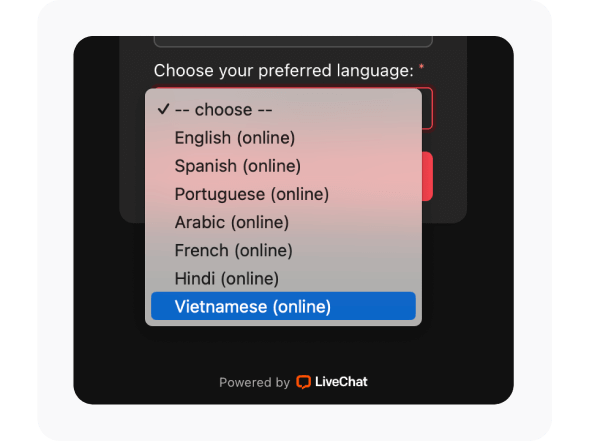 Choose your preferred language: *
✓ -- choose --
English (online)
Spanish (online)
Portuguese (online)
Arabic (online)
French (online)
Hindi (online)
Vietnamese (online)
Powered by LiveChat